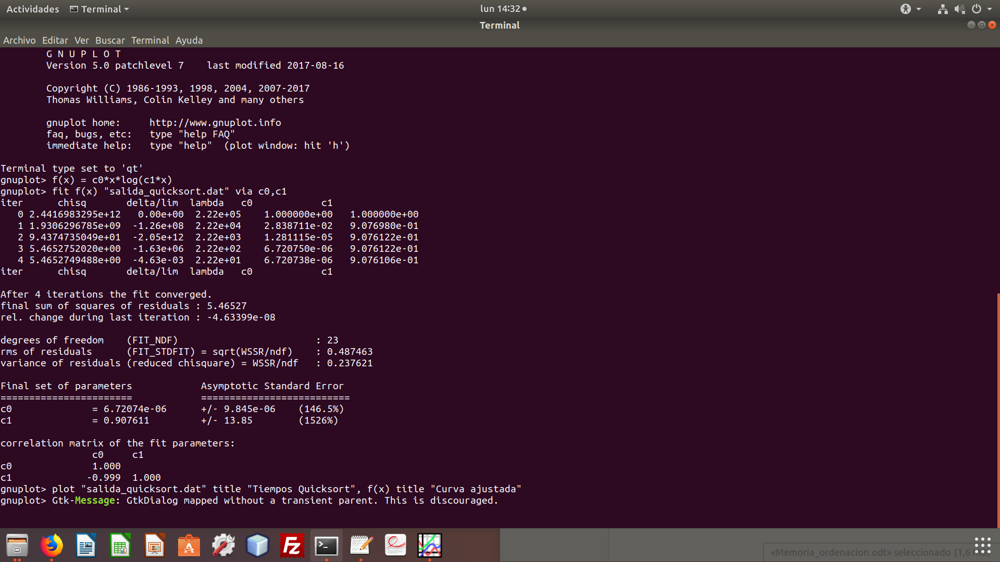 Actividades Terminal lun 14:32
Terminal
Archivo Editar Ver Buscar Terminal Ayuda
G N U P L O T
Version 5.0 patchlevel 7    last modified 2017-08-16
Copyright (C) 1986-1993, 1998, 2004, 2007-2017
Thomas Williams, Colin Kelley and many others
gnuplot home:     http://www.gnuplot.info
faq, bugs, etc:   type "help FAQ"
immediate help:   type "help"  (plot window: hit 'h')
Terminal type set to 'qt'
gnuplot> f(x) = c0*x*log(c1*x)
gnuplot> fit f(x) "salida_quicksort.dat" via c0,c1
iter      chisq       delta/lim  lambda   c0            c1
0 2.4416983295e+12   0.00e+00  2.22e+05    1.000000e+00   1.000000e+00
1 1.9306296785e+09  -1.26e+08  2.22e+04    2.838711e-02   9.076980e-01
2 9.4374735049e+01  -2.05e+12  2.22e+03    1.281115e-05   9.076122e-01
3 5.4652752020e+00  -1.63e+06  2.22e+02    6.720750e-06   9.076122e-01
4 5.4652749488e+00  -4.63e-03  2.22e+01    6.720738e-06   9.076106e-01
iter      chisq       delta/lim  lambda   c0            c1
After 4 iterations the fit converged.
final sum of squares of residuals : 5.46527
rel. change during last iteration : -4.63399e-08
degrees of freedom    (FIT_NDF)                        : 23
rms of residuals      (FIT_STDFIT) = sqrt(WSSR/ndf)    : 0.487463
variance of residuals (reduced chisquare) = WSSR/ndf   : 0.237621
Final set of parameters            Asymptotic Standard Error
=======================            ==========================
c0              = 6.72074e-06      +/- 9.845e-06    (146.5%)
c1              = 0.907611         +/- 13.85        (1526%)
correlation matrix of the fit parameters:
c0     c1
c0              1.000
c1             -0.999  1.000
gnuplot> plot "salida_quicksort.dat" title "Tiempos Quicksort", f(x) title "Curva ajustada"
gnuplot> Gtk-Message: GtkDialog mapped without a transient parent. This is discouraged.
«Memoria_ordenacion.odt» seleccionado (1,6 MB)